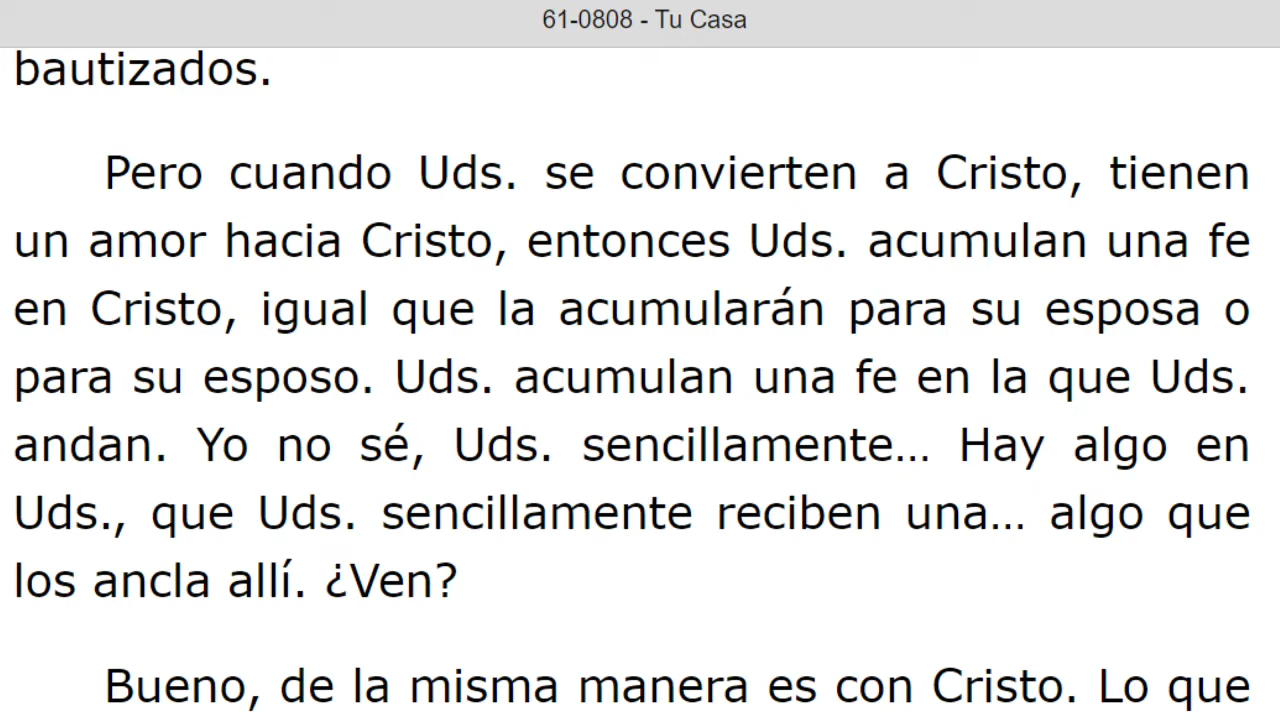 61-0808 - Tu Casa
bautizados.
Pero cuando Uds. se convierten a Cristo, tienen
un amor hacia Cristo, entonces Uds. acumulan una fe
en Cristo, igual que la acumularán para su esposa o
para su esposo. Uds. acumulan una fe en la que Uds.
andan. Yo no sé, Uds. sencillamente… Hay algo en
Uds., que Uds. sencillamente reciben una… algo que
los ancla allí. ¿Ven?
Bueno, de la misma manera es con Cristo. Lo que